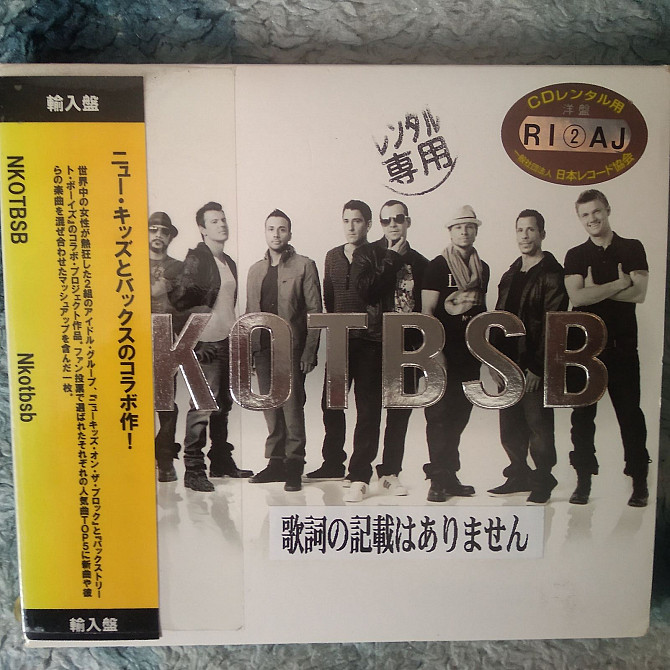 輸入盤
ニュー・キッズとバックスのコラボ作!
世界中の女性が熱狂した2組のアイドル・グループ、『ニュー・キッズ・オン・ザ・ブロック』と『バックストリー
ト・ボーイズ』のコラボ・プロジェクト作品。ファン投票で選ばれたそれぞれの人気曲TOP5に新曲や彼
らの楽曲を混ぜ合わせたマッシュアップを含んだ一枚。
NKOTBSB
Nkotbsb
輸入盤
レンタル
専用
CDレンタル用
洋盤
RI②AJ
一般社団法人 日本レコード協会
KOTBSB
歌詞の記載はありません